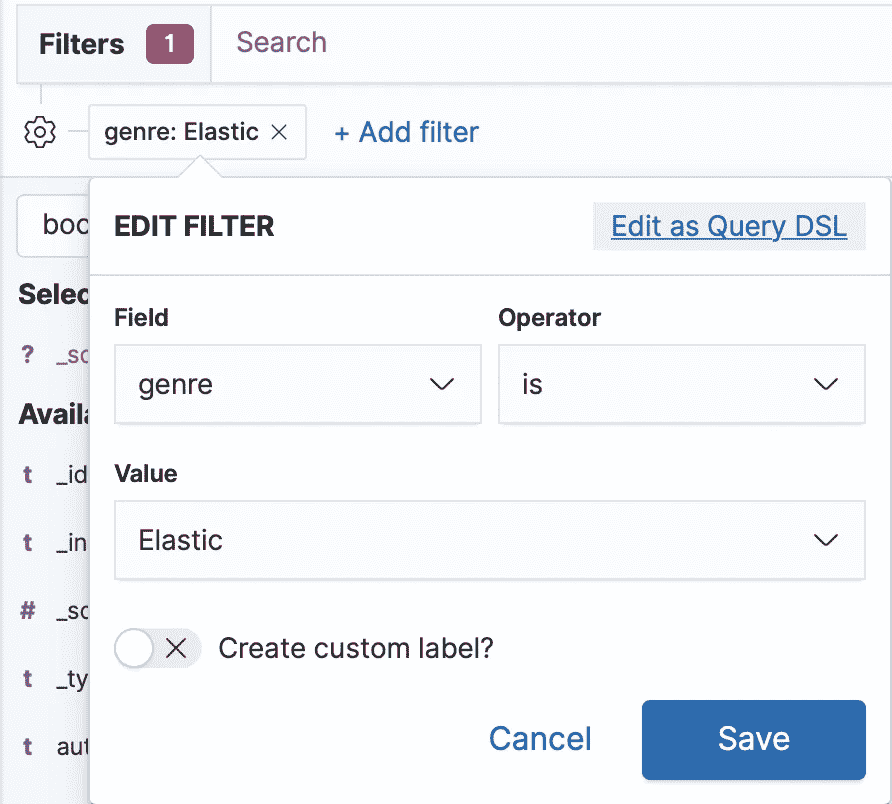 Filters 1 Search
genre: Elastic × + Add filter
boo
EDIT FILTER Edit as Query DSL
Selec
Field Operator
? _sc
genre is
Availa
t _id
Value
t _in
Elastic
# _sc
Create custom label?
t _ty
t aut
Cancel Save